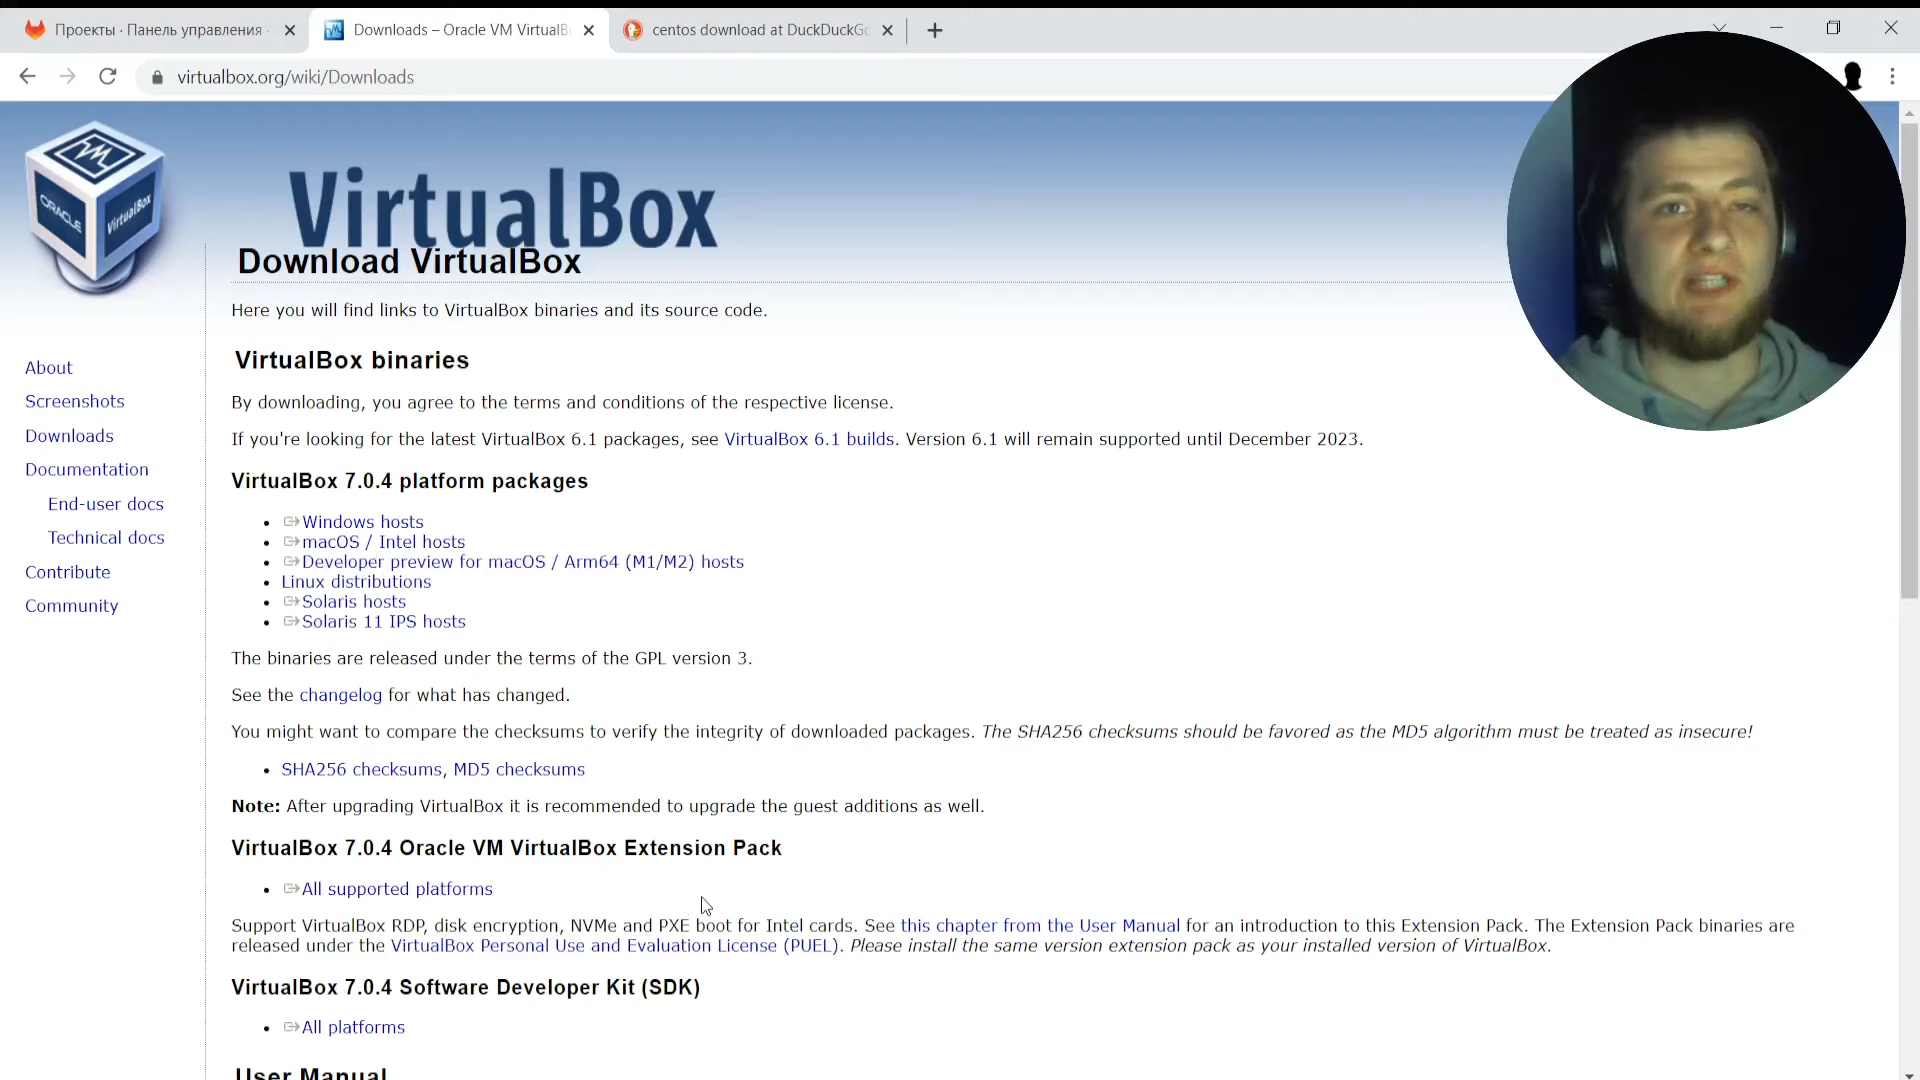 Проекты · Панель управления
Downloads – Oracle VM VirtualB
centos download at DuckDuckGo
virtualbox.org/wiki/Downloads
ORACLE
VirtualBox
VirtualBox
Download VirtualBox
Here you will find links to VirtualBox binaries and its source code.
VirtualBox binaries
By downloading, you agree to the terms and conditions of the respective license.
If you're looking for the latest VirtualBox 6.1 packages, see VirtualBox 6.1 builds. Version 6.1 will remain supported until December 2023.
VirtualBox 7.0.4 platform packages
Windows hosts
macOS / Intel hosts
Developer preview for macOS / Arm64 (M1/M2) hosts
Linux distributions
Solaris hosts
Solaris 11 IPS hosts
The binaries are released under the terms of the GPL version 3.
See the changelog for what has changed.
You might want to compare the checksums to verify the integrity of downloaded packages. The SHA256 checksums should be favored as the MD5 algorithm must be treated as insecure!
SHA256 checksums, MD5 checksums
Note: After upgrading VirtualBox it is recommended to upgrade the guest additions as well.
VirtualBox 7.0.4 Oracle VM VirtualBox Extension Pack
All supported platforms
Support VirtualBox RDP, disk encryption, NVMe and PXE boot for Intel cards. See this chapter from the User Manual for an introduction to this Extension Pack. The Extension Pack binaries are
released under the VirtualBox Personal Use and Evaluation License (PUEL). Please install the same version extension pack as your installed version of VirtualBox.
VirtualBox 7.0.4 Software Developer Kit (SDK)
All platforms
User Manual
About
Screenshots
Downloads
Documentation
End-user docs
Technical docs
Contribute
Community